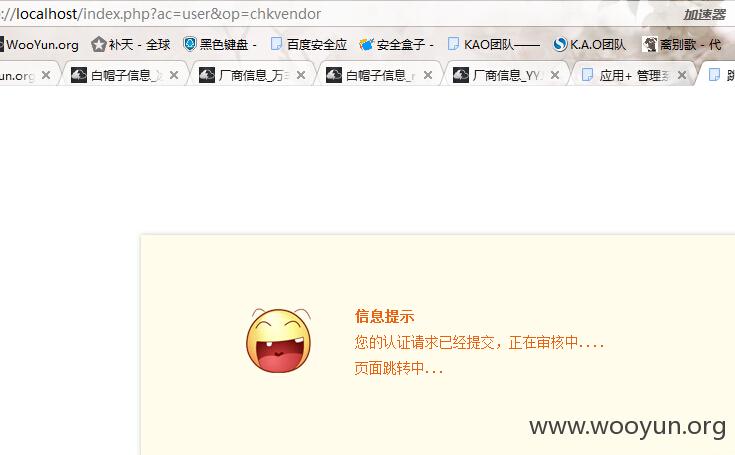 ://localhost/index.php?ac=user&op=chkvendor
加速器
WooYun.org 补天 - 全球 黑色键盘 - 百度安全应 安全盒子 - KAO团队—— K.A.O团队 离别歌 - 代
un.org 白帽子信息_ 厂商信息_万 白帽子信息_ 厂商信息_YY. 应用+ 管理系 跳
信息提示
您的认证请求已经提交，正在审核中....
页面跳转中...
www.wooyun.org